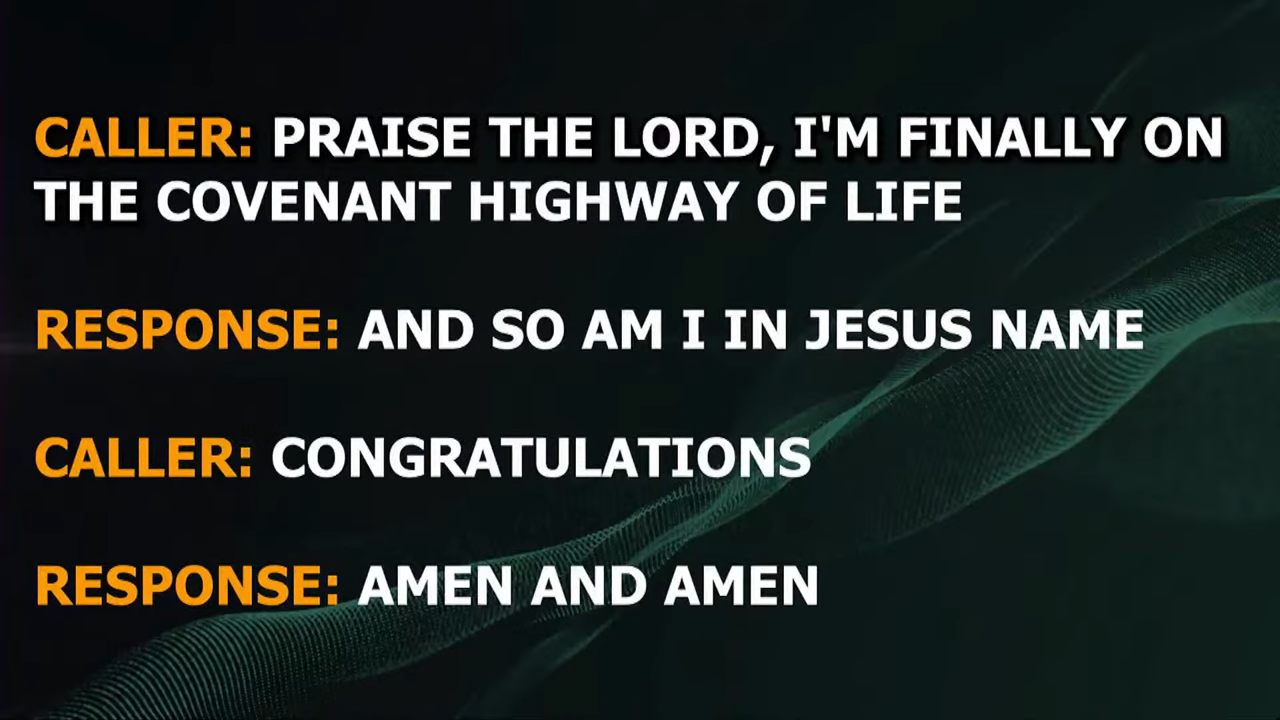 CALLER: PRAISE THE LORD, I'M FINALLY ON
THE COVENANT HIGHWAY OF LIFE
RESPONSE: AND SO AM I IN JESUS NAME
CALLER: CONGRATULATIONS
RESPONSE: AMEN AND AMEN